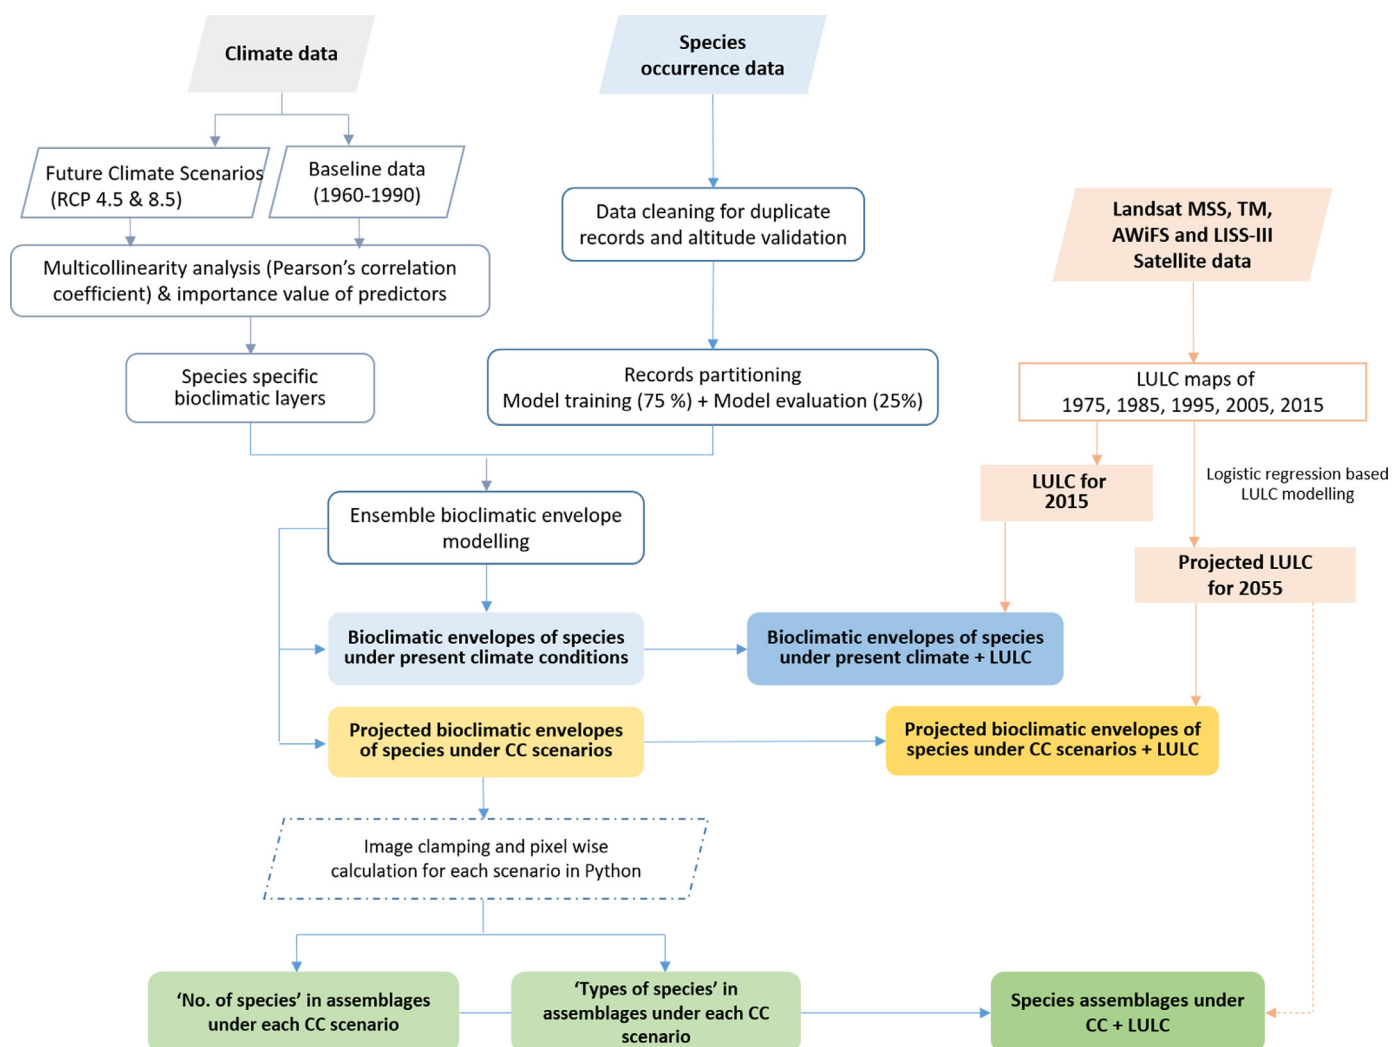 Climate data
Species
occurrence data
Future Climate Scenarios
(RCP 4.5 & 8.5)
Baseline data
(1960-1990)
Data cleaning for duplicate
records and altitude validation
Landsat MSS, TM,
AWiFS and LISS-III
Satellite data
Multicollinearity analysis (Pearson's correlation
coefficient) & importance value of predictors
Species specific
bioclimatic layers
Records partitioning
Model training (75 %) + Model evaluation (25%)
LULC maps of
1975, 1985, 1995, 2005, 2015
LULC for
2015
Logistic regression based
LULC modelling
Ensemble bioclimatic envelope
modelling
Projected LULC
for 2055
Bioclimatic envelopes of species
under present climate conditions
Bioclimatic envelopes of species
under present climate + LULC
Projected bioclimatic envelopes
of species under CC scenarios
Projected bioclimatic envelopes of
species under CC scenarios + LULC
Image clamping and pixel wise
calculation for each scenario in Python
'No. of species' in assemblages
under each CC scenario
'Types of species' in
assemblages under each CC
scenario
Species assemblages under
CC + LULC